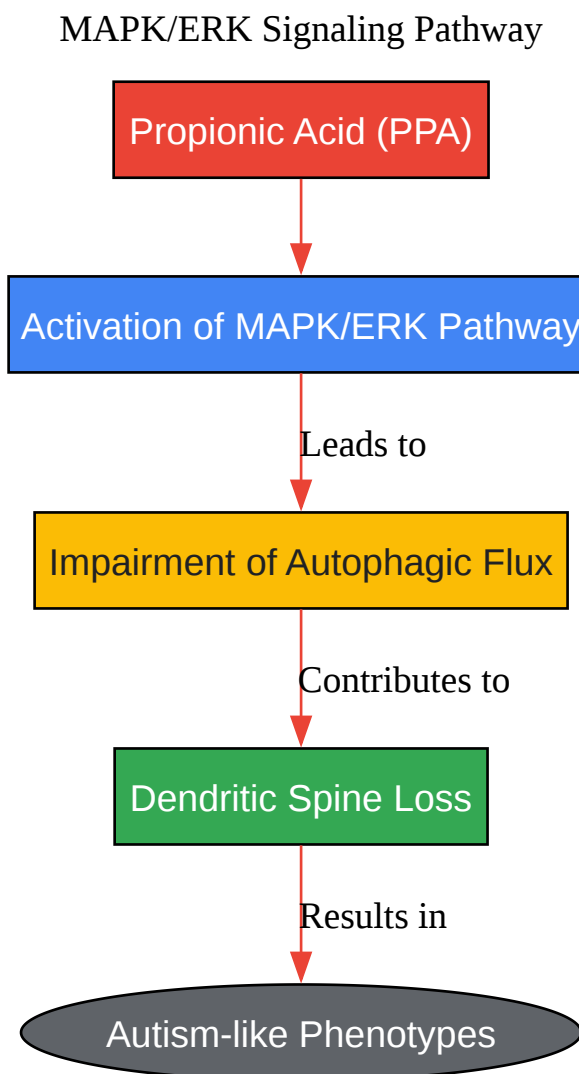 MAPK/ERK Signaling Pathway
Propionic Acid (PPA)
Activation of MAPK/ERK Pathway
Leads to
Impairment of Autophagic Flux
Contributes to
Dendritic Spine Loss
Results in
Autism-like Phenotypes